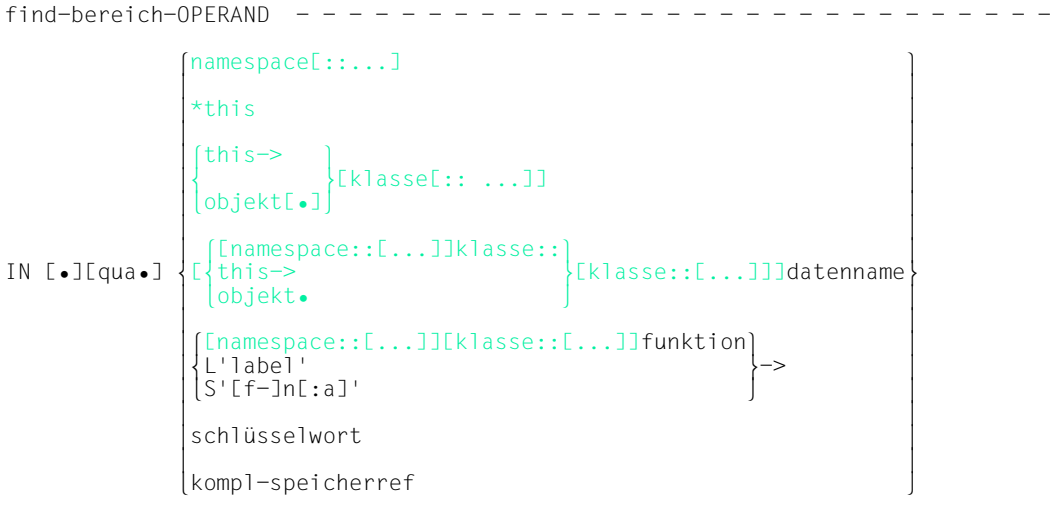 find-bereich-OPERAND – – – – – – – – – – – – – – – – – – – – – – – – – – – – –
namespace[::...]
*this
this–>
[klasse[:: ...]]
objekt[•]
[namespace::[...]]klasse::
IN [•][qua•] [this–> [klasse::[...]]]datenname
objekt•
[namespace::[...]][klasse::[...]]funktion
L'label' –>
S'[f–]n[:a]'
schlüsselwort
kompl–speicherref